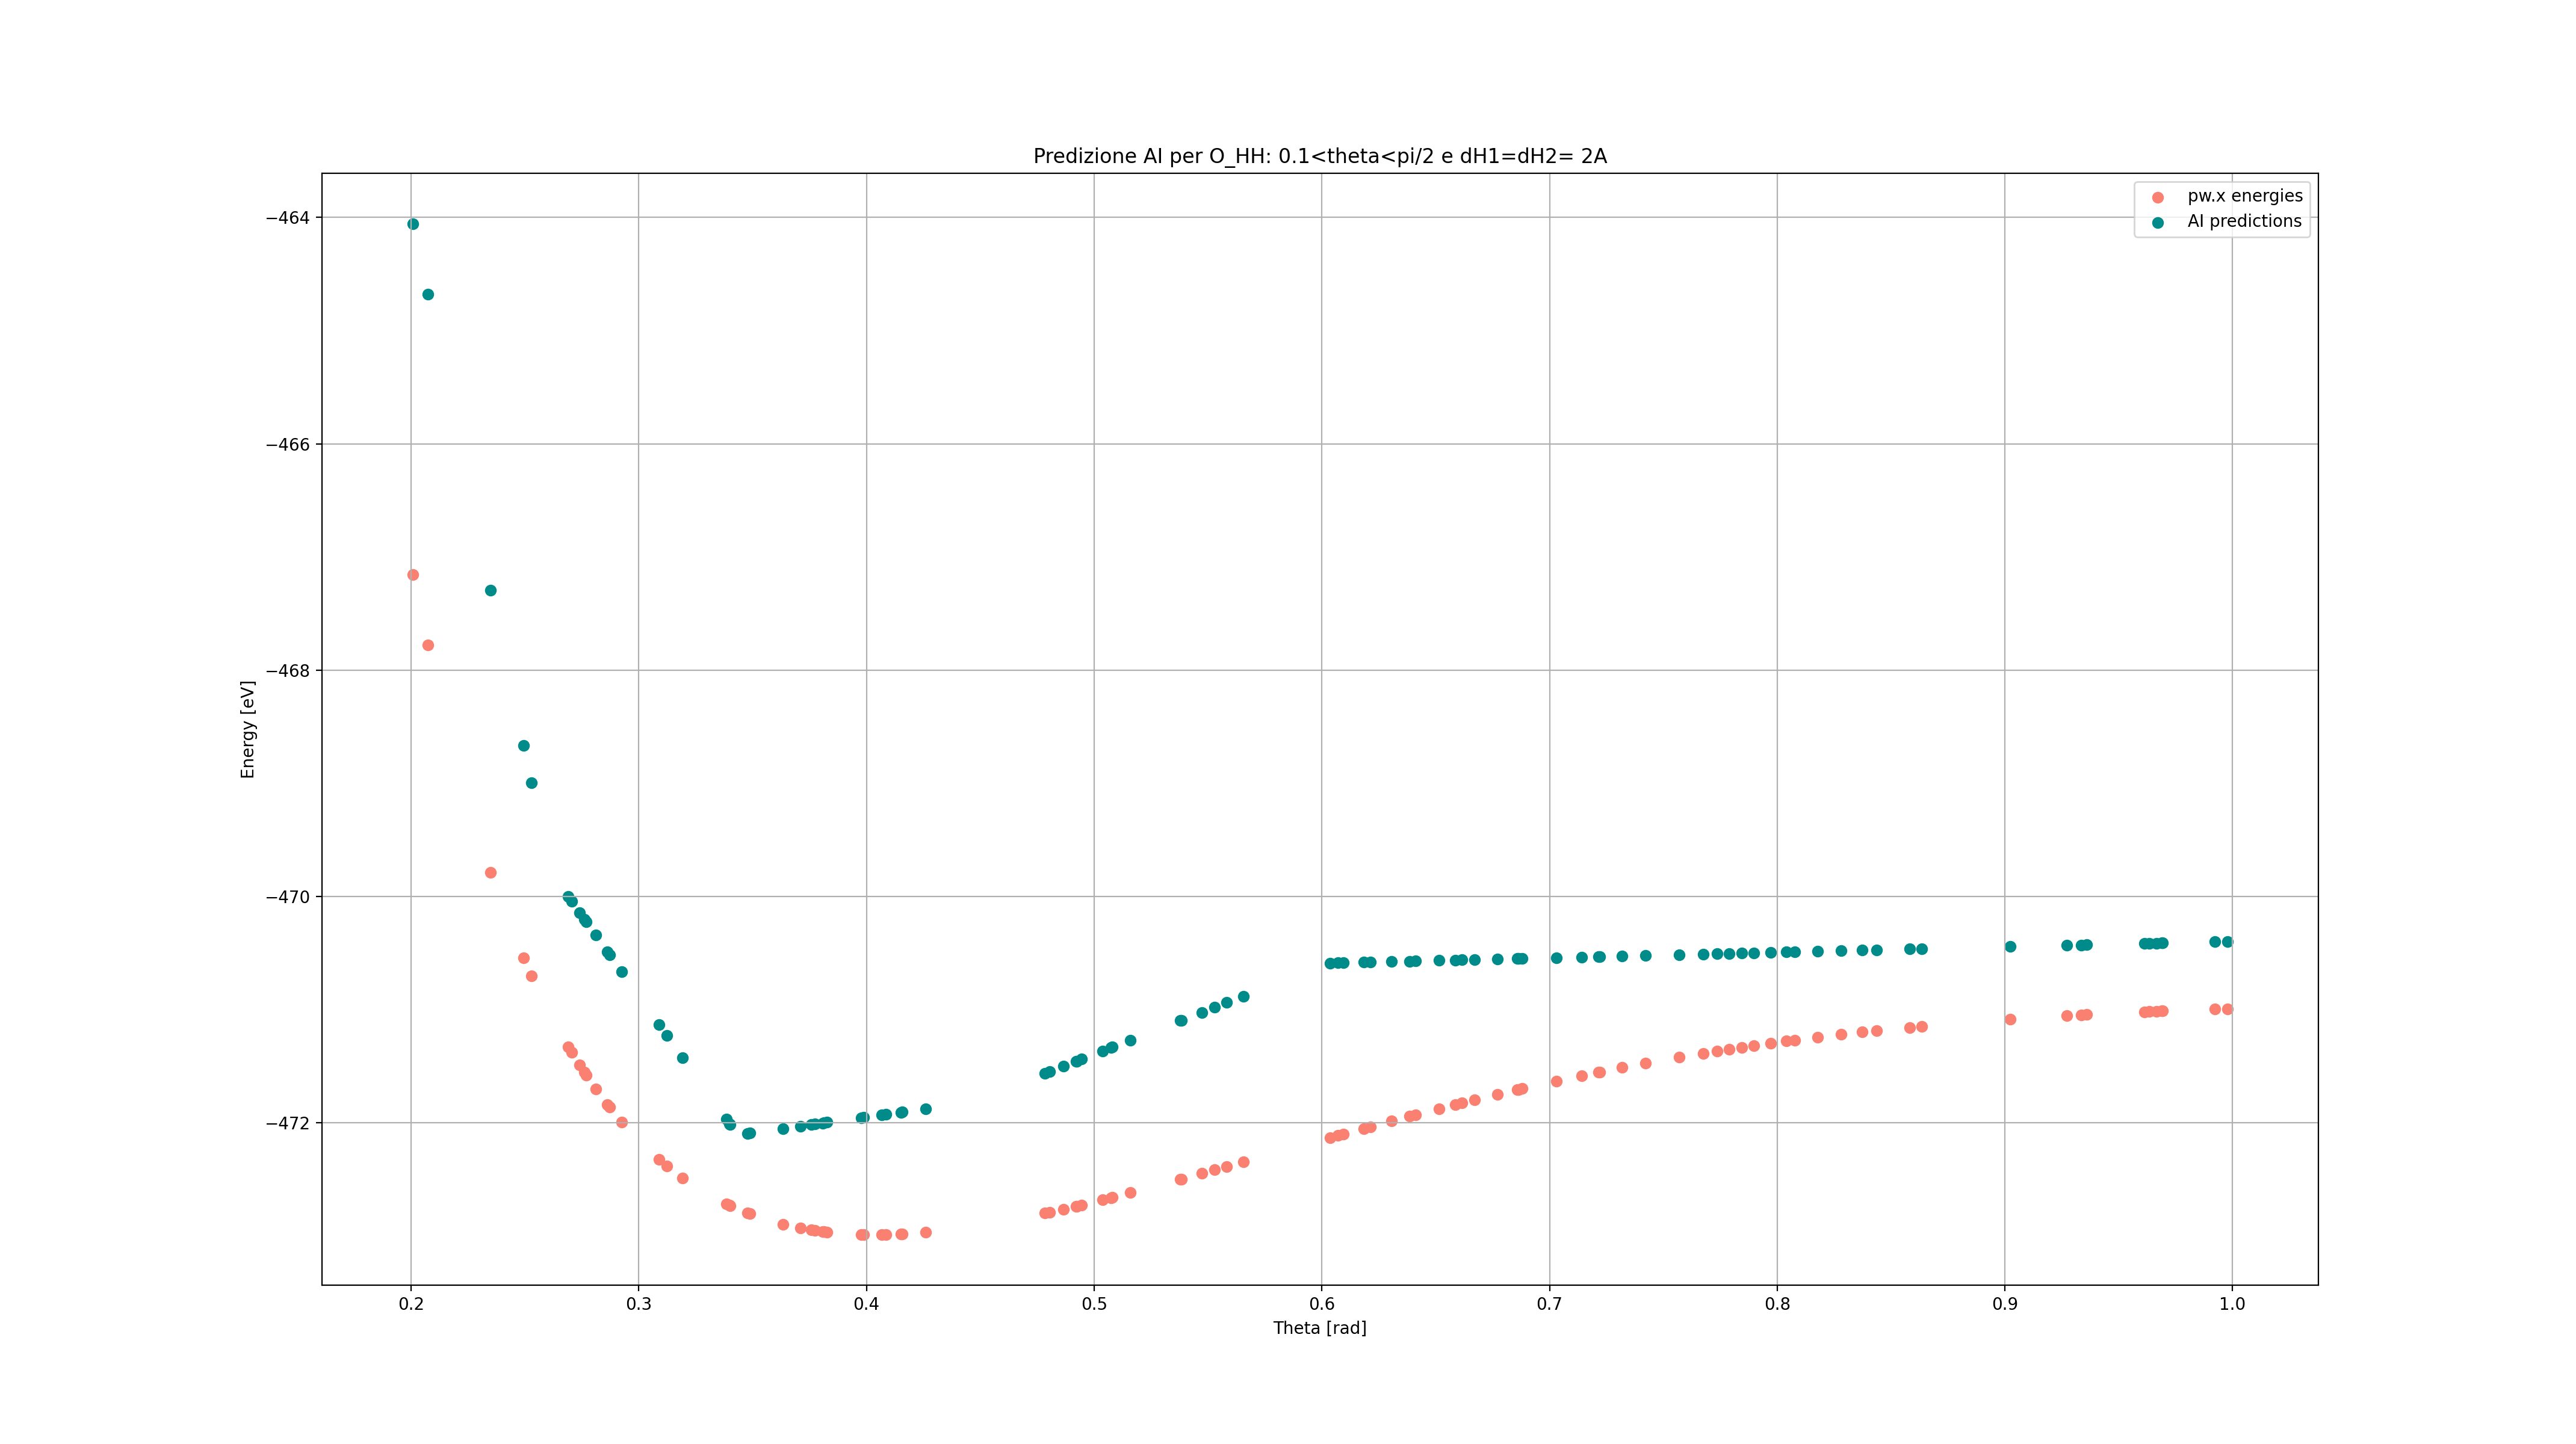 Predizione AI per O_HH: 0.1<theta<pi/2 e dH1=dH2= 2A
pw.x energies
AI predictions
Energy [eV]
−464
−466
−468
−470
−472
0.2
0.3
0.4
0.5
0.6
0.7
0.8
0.9
1.0
Theta [rad]